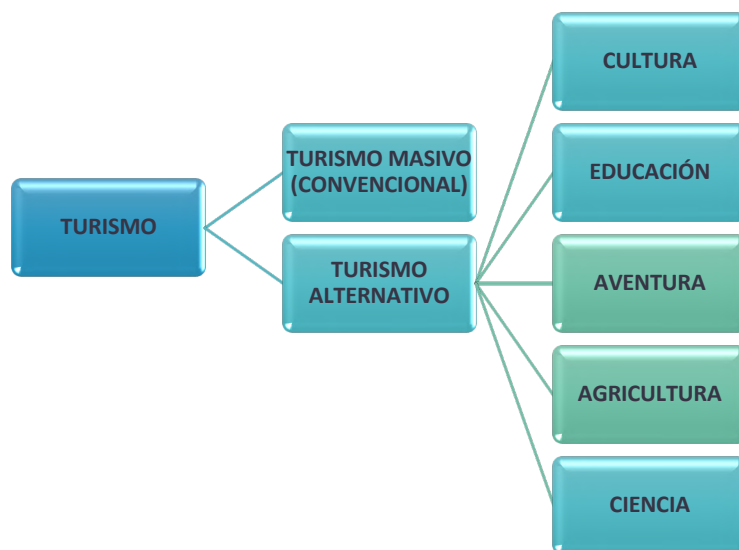 TURISMO
TURISMO MASIVO
(CONVENCIONAL)
TURISMO
ALTERNATIVO
CULTURA
EDUCACIÓN
AVENTURA
AGRICULTURA
CIENCIA